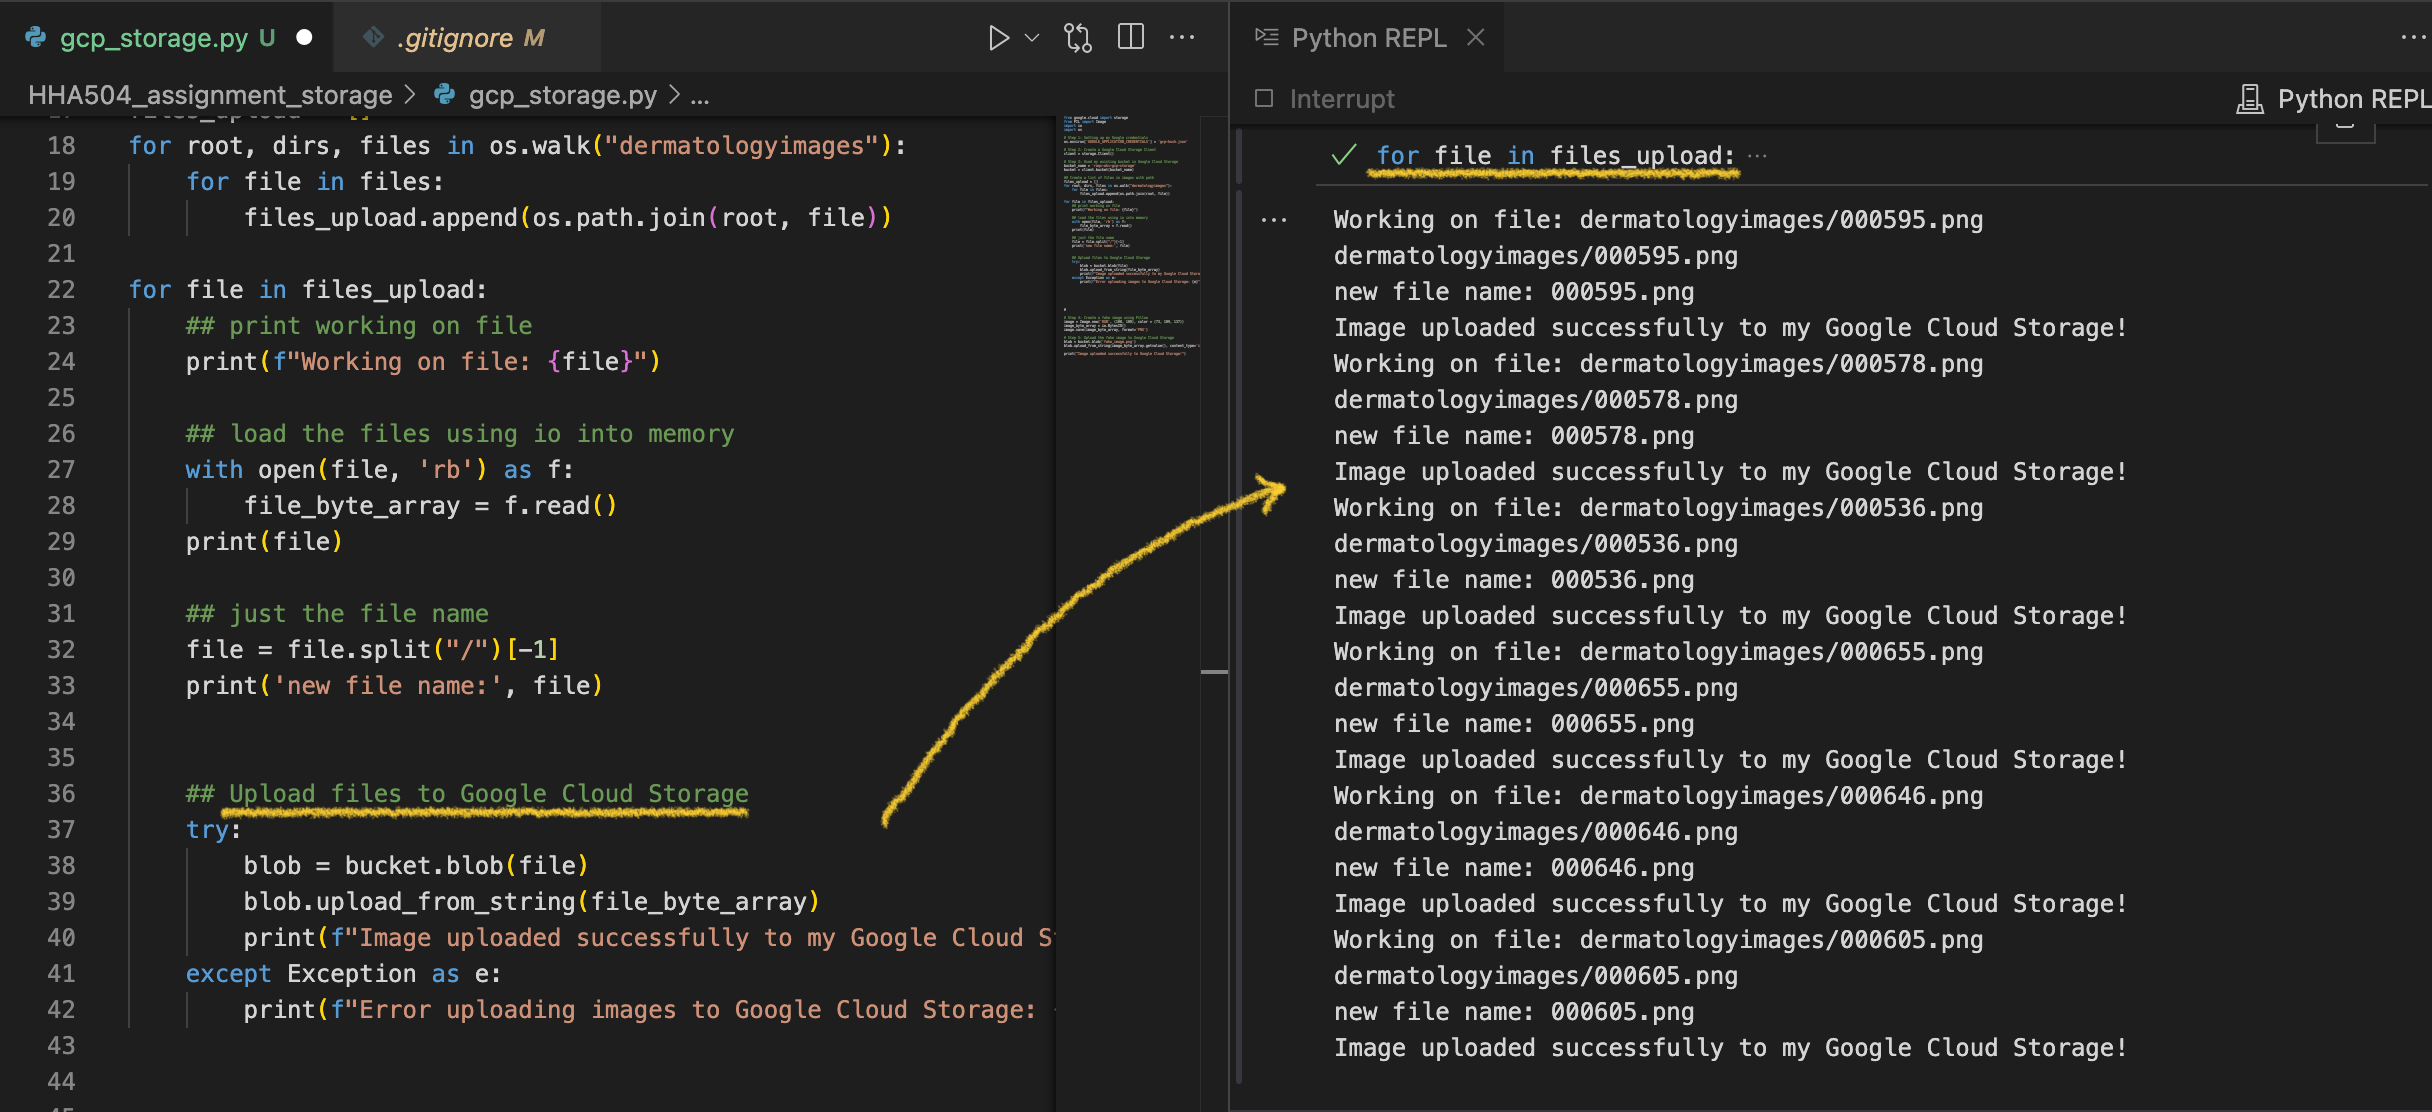 gcp_storage.py U
.gitignore M
HHA504_assignment_storage > gcp_storage.py > ...
18 for root, dirs, files in os.walk("dermatologyimages"):
19 for file in files:
20 files_upload.append(os.path.join(root, file))
21
22 for file in files_upload:
23 ## print working on file
24 print(f"Working on file: {file}")
25
26 ## load the files using io into memory
27 with open(file, 'rb') as f:
28 file_byte_array = f.read()
29 print(file)
30
31 ## just the file name
32 file = file.split("/")[-1]
33 print('new file name:', file)
34
35
36 ## Upload files to Google Cloud Storage
37 try:
38 blob = bucket.blob(file)
39 blob.upload_from_string(file_byte_array)
40 print(f"Image uploaded successfully to my Google Cloud S
41 except Exception as e:
42 print(f"Error uploading images to Google Cloud Storage:
43
44
Python REPL
Interrupt
Python REPL
for file in files_upload: ...
Working on file: dermatologyimages/000595.png
dermatologyimages/000595.png
new file name: 000595.png
Image uploaded successfully to my Google Cloud Storage!
Working on file: dermatologyimages/000578.png
dermatologyimages/000578.png
new file name: 000578.png
Image uploaded successfully to my Google Cloud Storage!
Working on file: dermatologyimages/000536.png
dermatologyimages/000536.png
new file name: 000536.png
Image uploaded successfully to my Google Cloud Storage!
Working on file: dermatologyimages/000655.png
dermatologyimages/000655.png
new file name: 000655.png
Image uploaded successfully to my Google Cloud Storage!
Working on file: dermatologyimages/000646.png
dermatologyimages/000646.png
new file name: 000646.png
Image uploaded successfully to my Google Cloud Storage!
Working on file: dermatologyimages/000605.png
dermatologyimages/000605.png
new file name: 000605.png
Image uploaded successfully to my Google Cloud Storage!